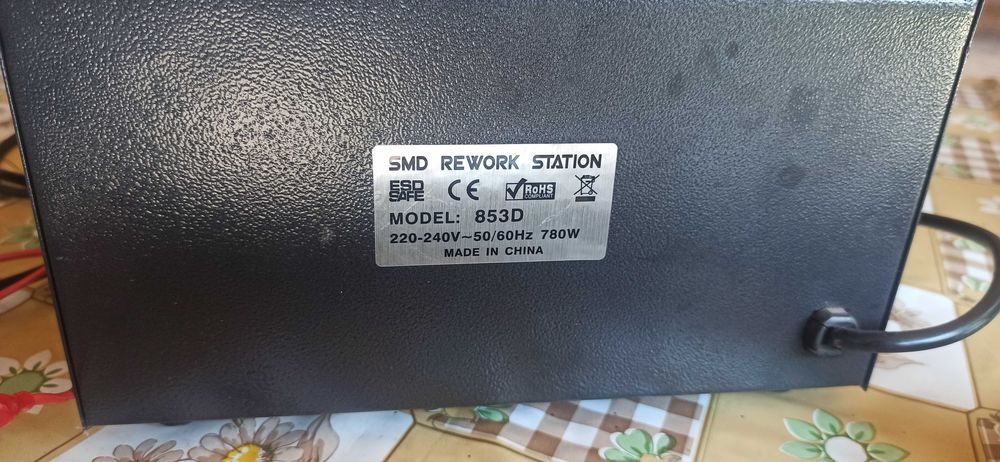 SMD REWORK STATION
ESD SAFE CE RoHS COMPLIANT
MODEL: 853D
220-240V~50/60Hz 780W
MADE IN CHINA